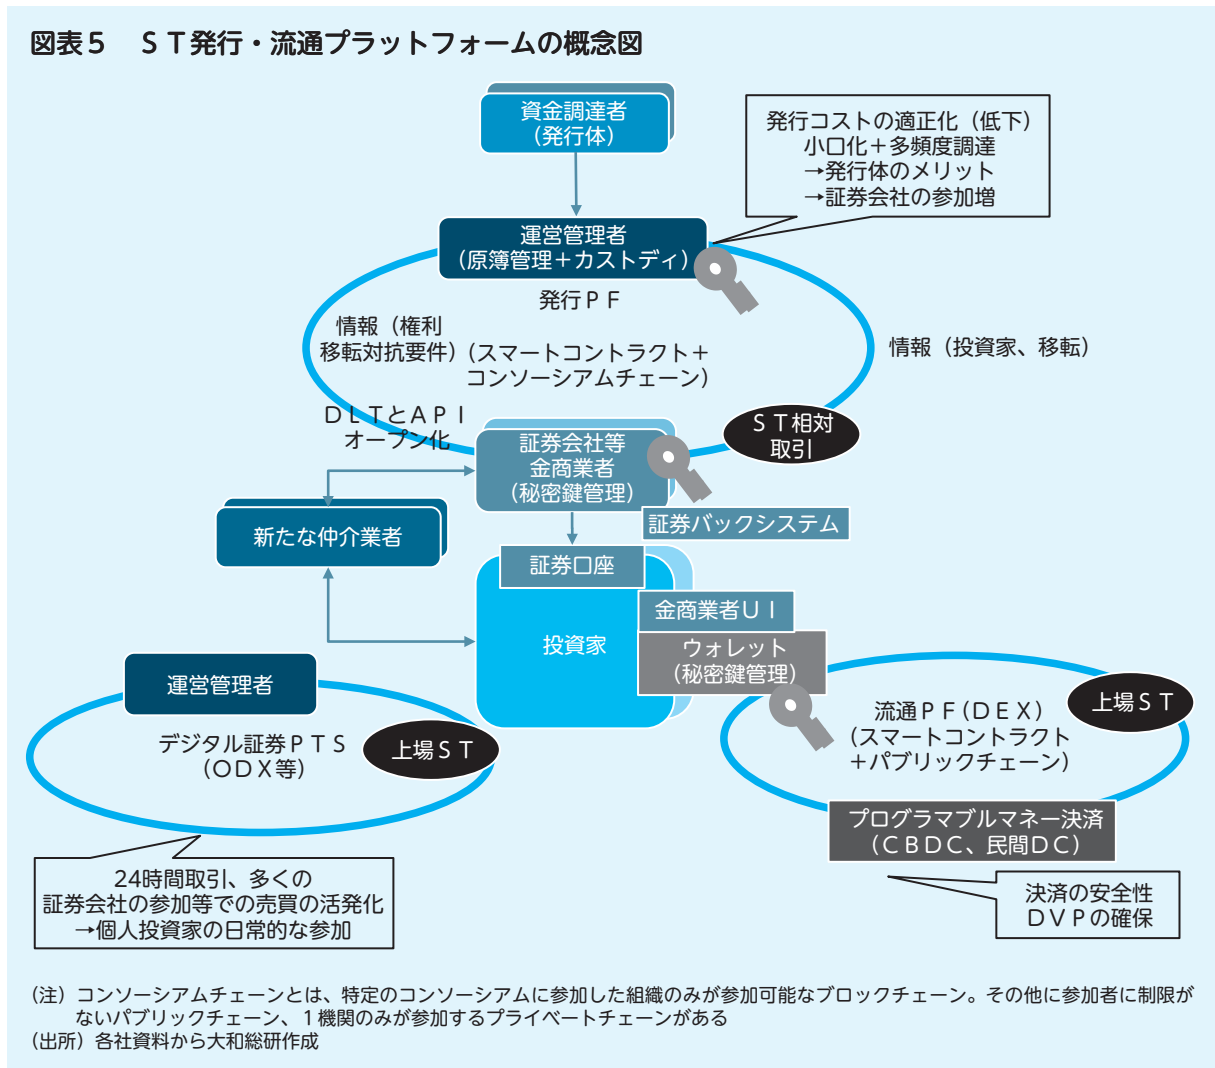 図表５　ＳＴ発行・流通プラットフォームの概念図
資金調達者
（発行体）
発行コストの適正化（低下）
小口化＋多頻度調達
→発行体のメリット
→証券会社の参加増
運営管理者
（原簿管理＋カストディ）
発行ＰＦ
情報（権利
移転対抗要件）
（スマートコントラクト＋
コンソーシアムチェーン）
情報（投資家、移転）
ＤＬＴとＡＰＩ
オープン化
ＳＴ相対
取引
証券会社等
金商業者
（秘密鍵管理）
証券バックシステム
新たな仲介業者
証券口座
投資家
金商業者ＵＩ
ウォレット
（秘密鍵管理）
運営管理者
デジタル証券ＰＴＳ
（ＯＤＸ等）
上場ＳＴ
流通ＰＦ（ＤＥＸ）
（スマートコントラクト
＋パブリックチェーン）
上場ＳＴ
プログラマブルマネー決済
（ＣＢＤＣ、民間ＤＣ）
24時間取引、多くの
証券会社の参加等での売買の活発化
→個人投資家の日常的な参加
決済の安全性
ＤＶＰの確保
（注）コンソーシアムチェーンとは、特定のコンソーシアムに参加した組織のみが参加可能なブロックチェーン。その他に参加者に制限が
ないパブリックチェーン、１機関のみが参加するプライベートチェーンがある
（出所）各社資料から大和総研作成